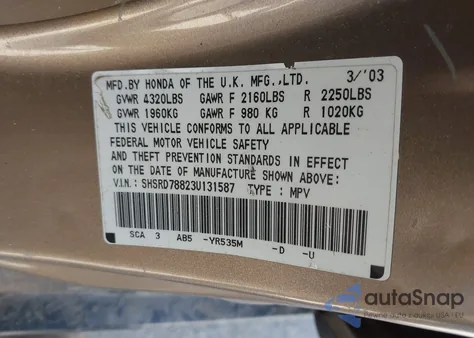 MFD.BY HONDA OF THE U.K. MFG.,LTD. 3/'03
GVWR 4320LBS GAWR F 2160LBS R 2250LBS
GVWR 1960KG GAWR F 980 KG R 1020KG
THIS VEHICLE CONFORMS TO ALL APPLICABLE
FEDERAL MOTOR VEHICLE SAFETY
AND THEFT PREVENTION STANDARDS IN EFFECT
ON THE DATE OF MANUFACTURE SHOWN ABOVE.
V.I.N.: SHSRD78823U131587 TYPE : MPV
SCA 3 AB5 -YR535M -D -U
autoSnap